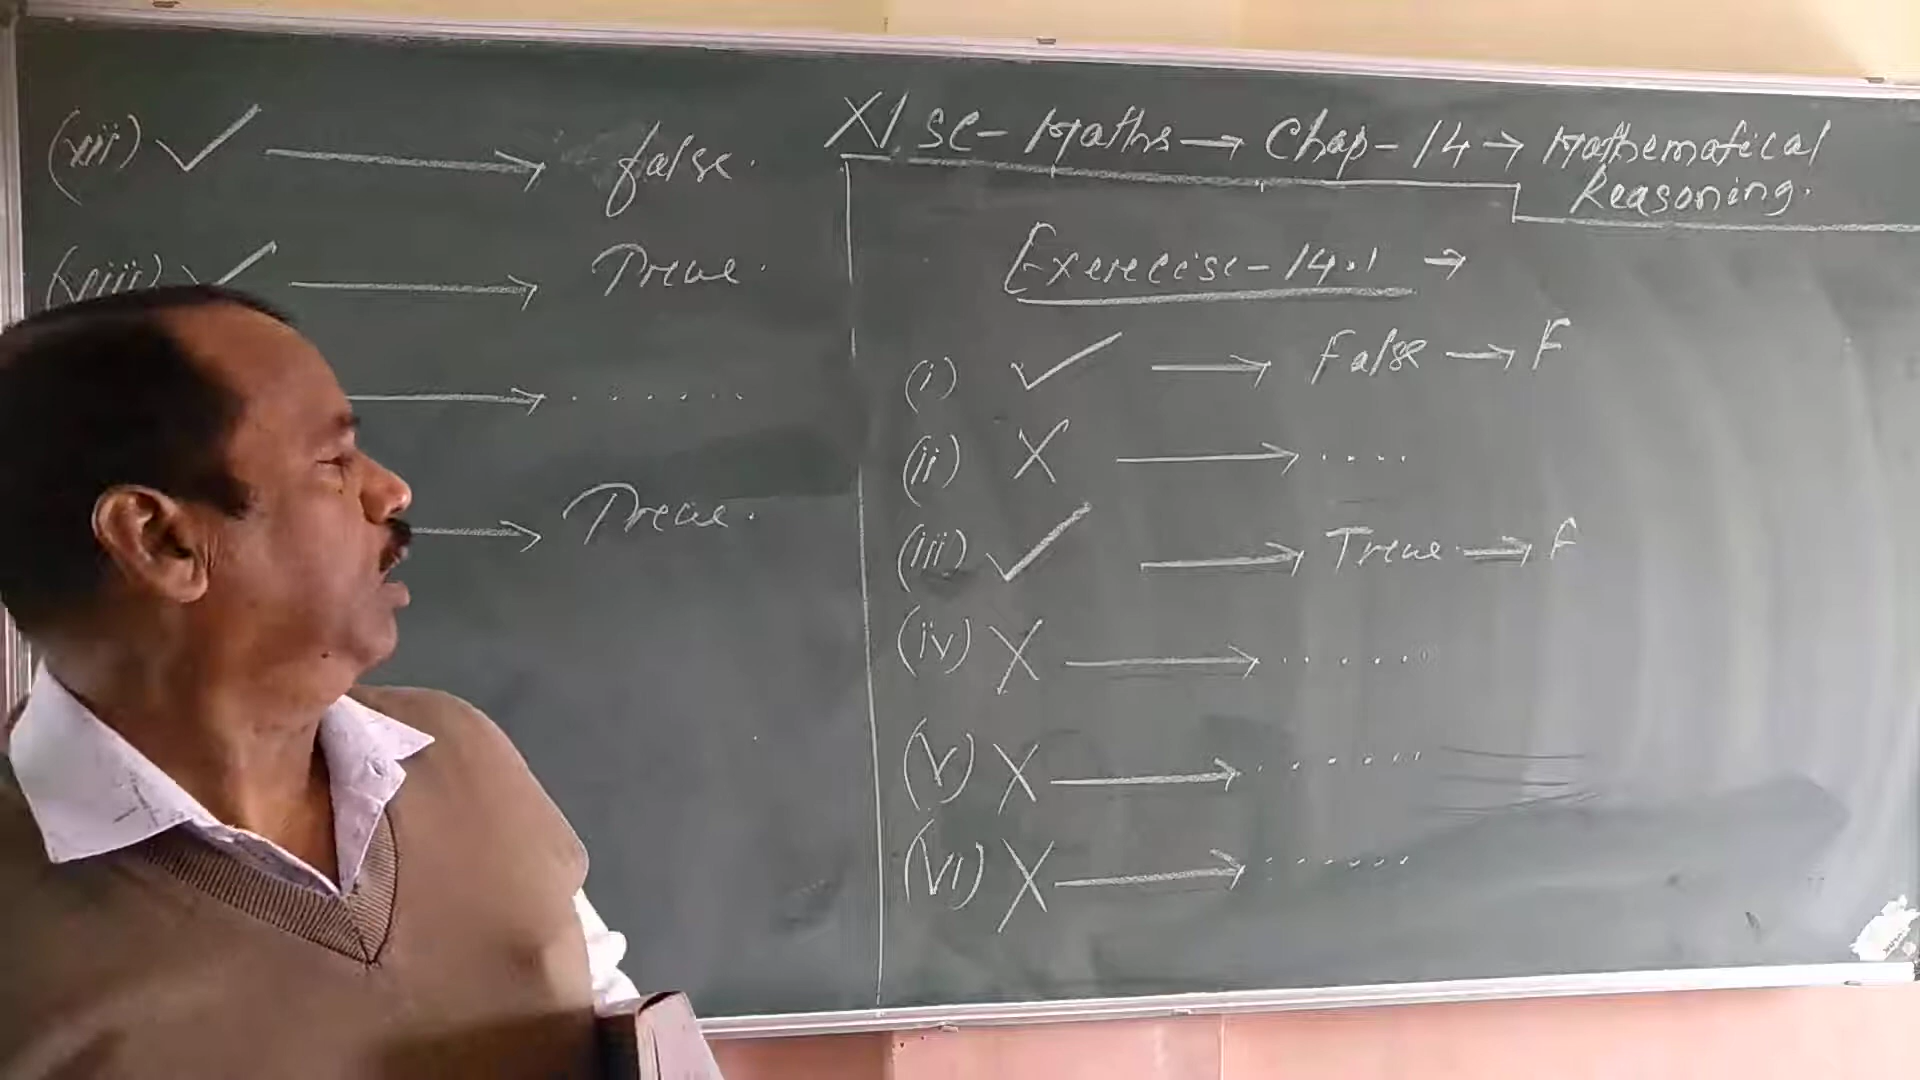 XI SC - Maths → Chap - 14 → Mathematical
Reasoning.
(xii) ✓ → false.
(xiii) ✓ → True.
→ . . . . . .
→ True.
Exercise - 14.1 →
(i) ✓ → False → F
(ii) X → . . . .
(iii) ✓ → True →
(iv) X → . . . . . .
(v) X → . . . . . .
(vi) X → . . . . . .